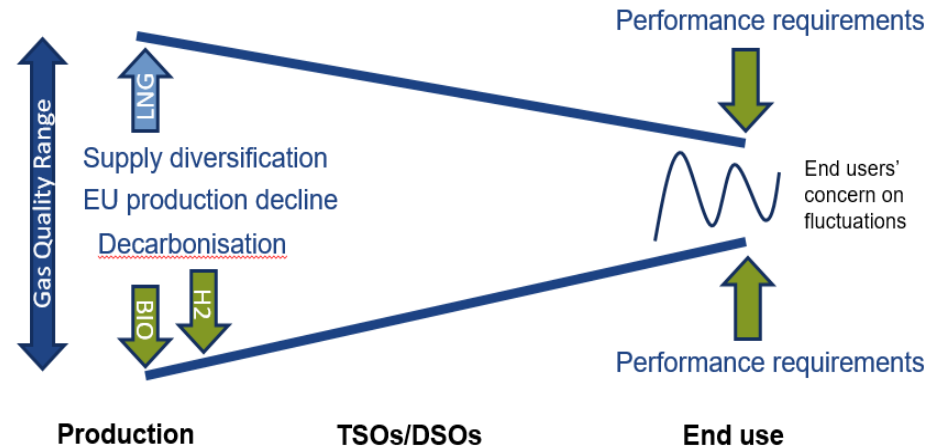 Performance requirements
Gas Quality Range
LNG
Supply diversification
EU production decline
Decarbonisation
BIO
H2
End users'
concern on
fluctuations
Performance requirements
Production
TSOs/DSOs
End use